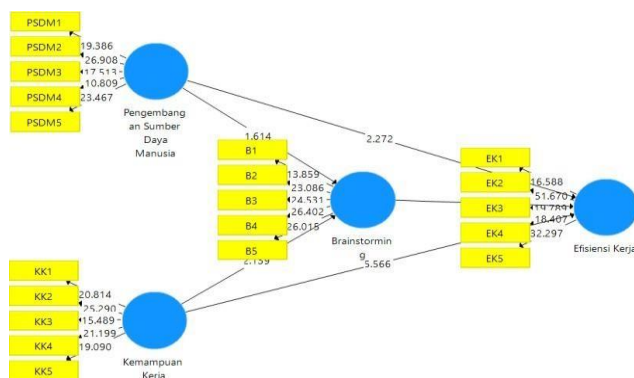 PSDM1
PSDM2
PSDM3
PSDM4
PSDM5
19.386
26.908
17.513
10.809
23.467
Pengembang
an Sumber
Daya
Manusia
1.614
2.272
B1
B2
B3
B4
B5
13.859
23.086
24.531
26.402
26.015
Brainstormin
g
EK1
EK2
EK3
EK4
EK5
16.588
51.670
19.789
18.407
32.297
Efisiensi Kerja
2.159
5.566
KK1
KK2
KK3
KK4
KK5
20.814
25.290
15.489
21.199
19.090
Kemampuan
Kerja